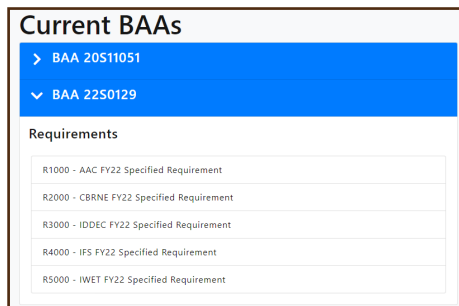 Current BAAs
BAA 20S11051
BAA 22S0129
Requirements
R1000 - AAC FY22 Specified Requirement
R2000 - CBRNE FY22 Specified Requirement
R3000 - IDDEC FY22 Specified Requirement
R4000 - IFS FY22 Specified Requirement
R5000 - IWET FY22 Specified Requirement